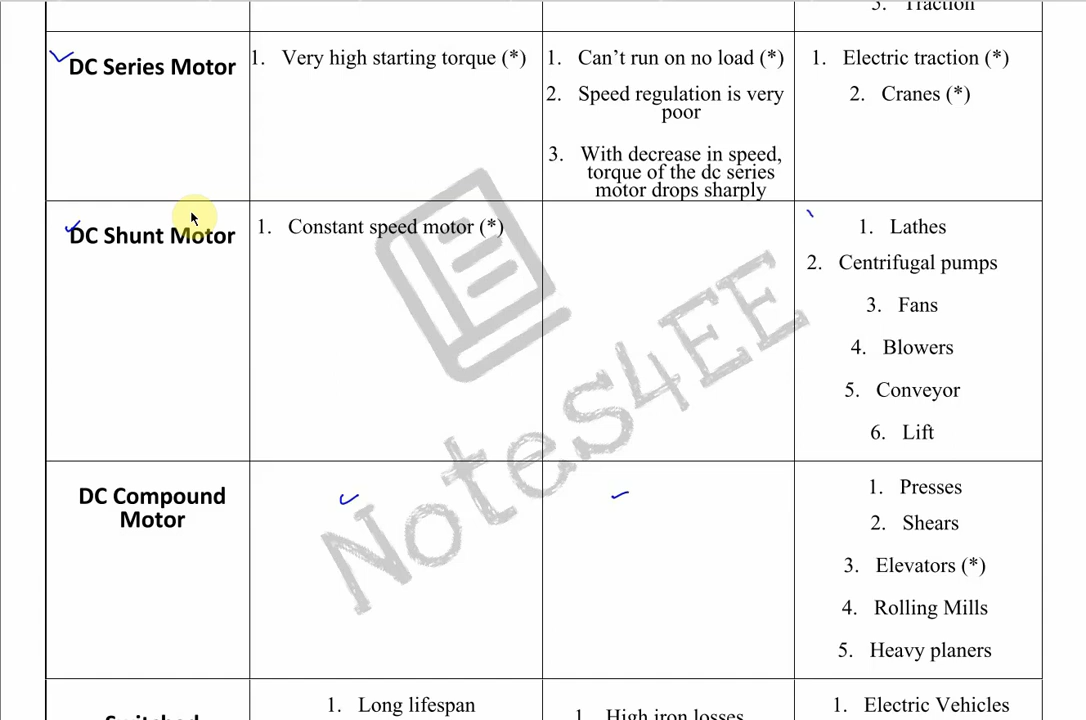 3. Traction
DC Series Motor
1. Very high starting torque (*)
1. Can't run on no load (*)
2. Speed regulation is very
poor
3. With decrease in speed,
torque of the dc series
motor drops sharply
1. Electric traction (*)
2. Cranes (*)
DC Shunt Motor
1. Constant speed motor (*)
1. Lathes
2. Centrifugal pumps
3. Fans
4. Blowers
5. Conveyor
6. Lift
DC Compound
Motor
1. Presses
2. Shears
3. Elevators (*)
4. Rolling Mills
5. Heavy planers
Switched
1. Long lifespan
1. High iron losses
1. Electric Vehicles
Notes4EE